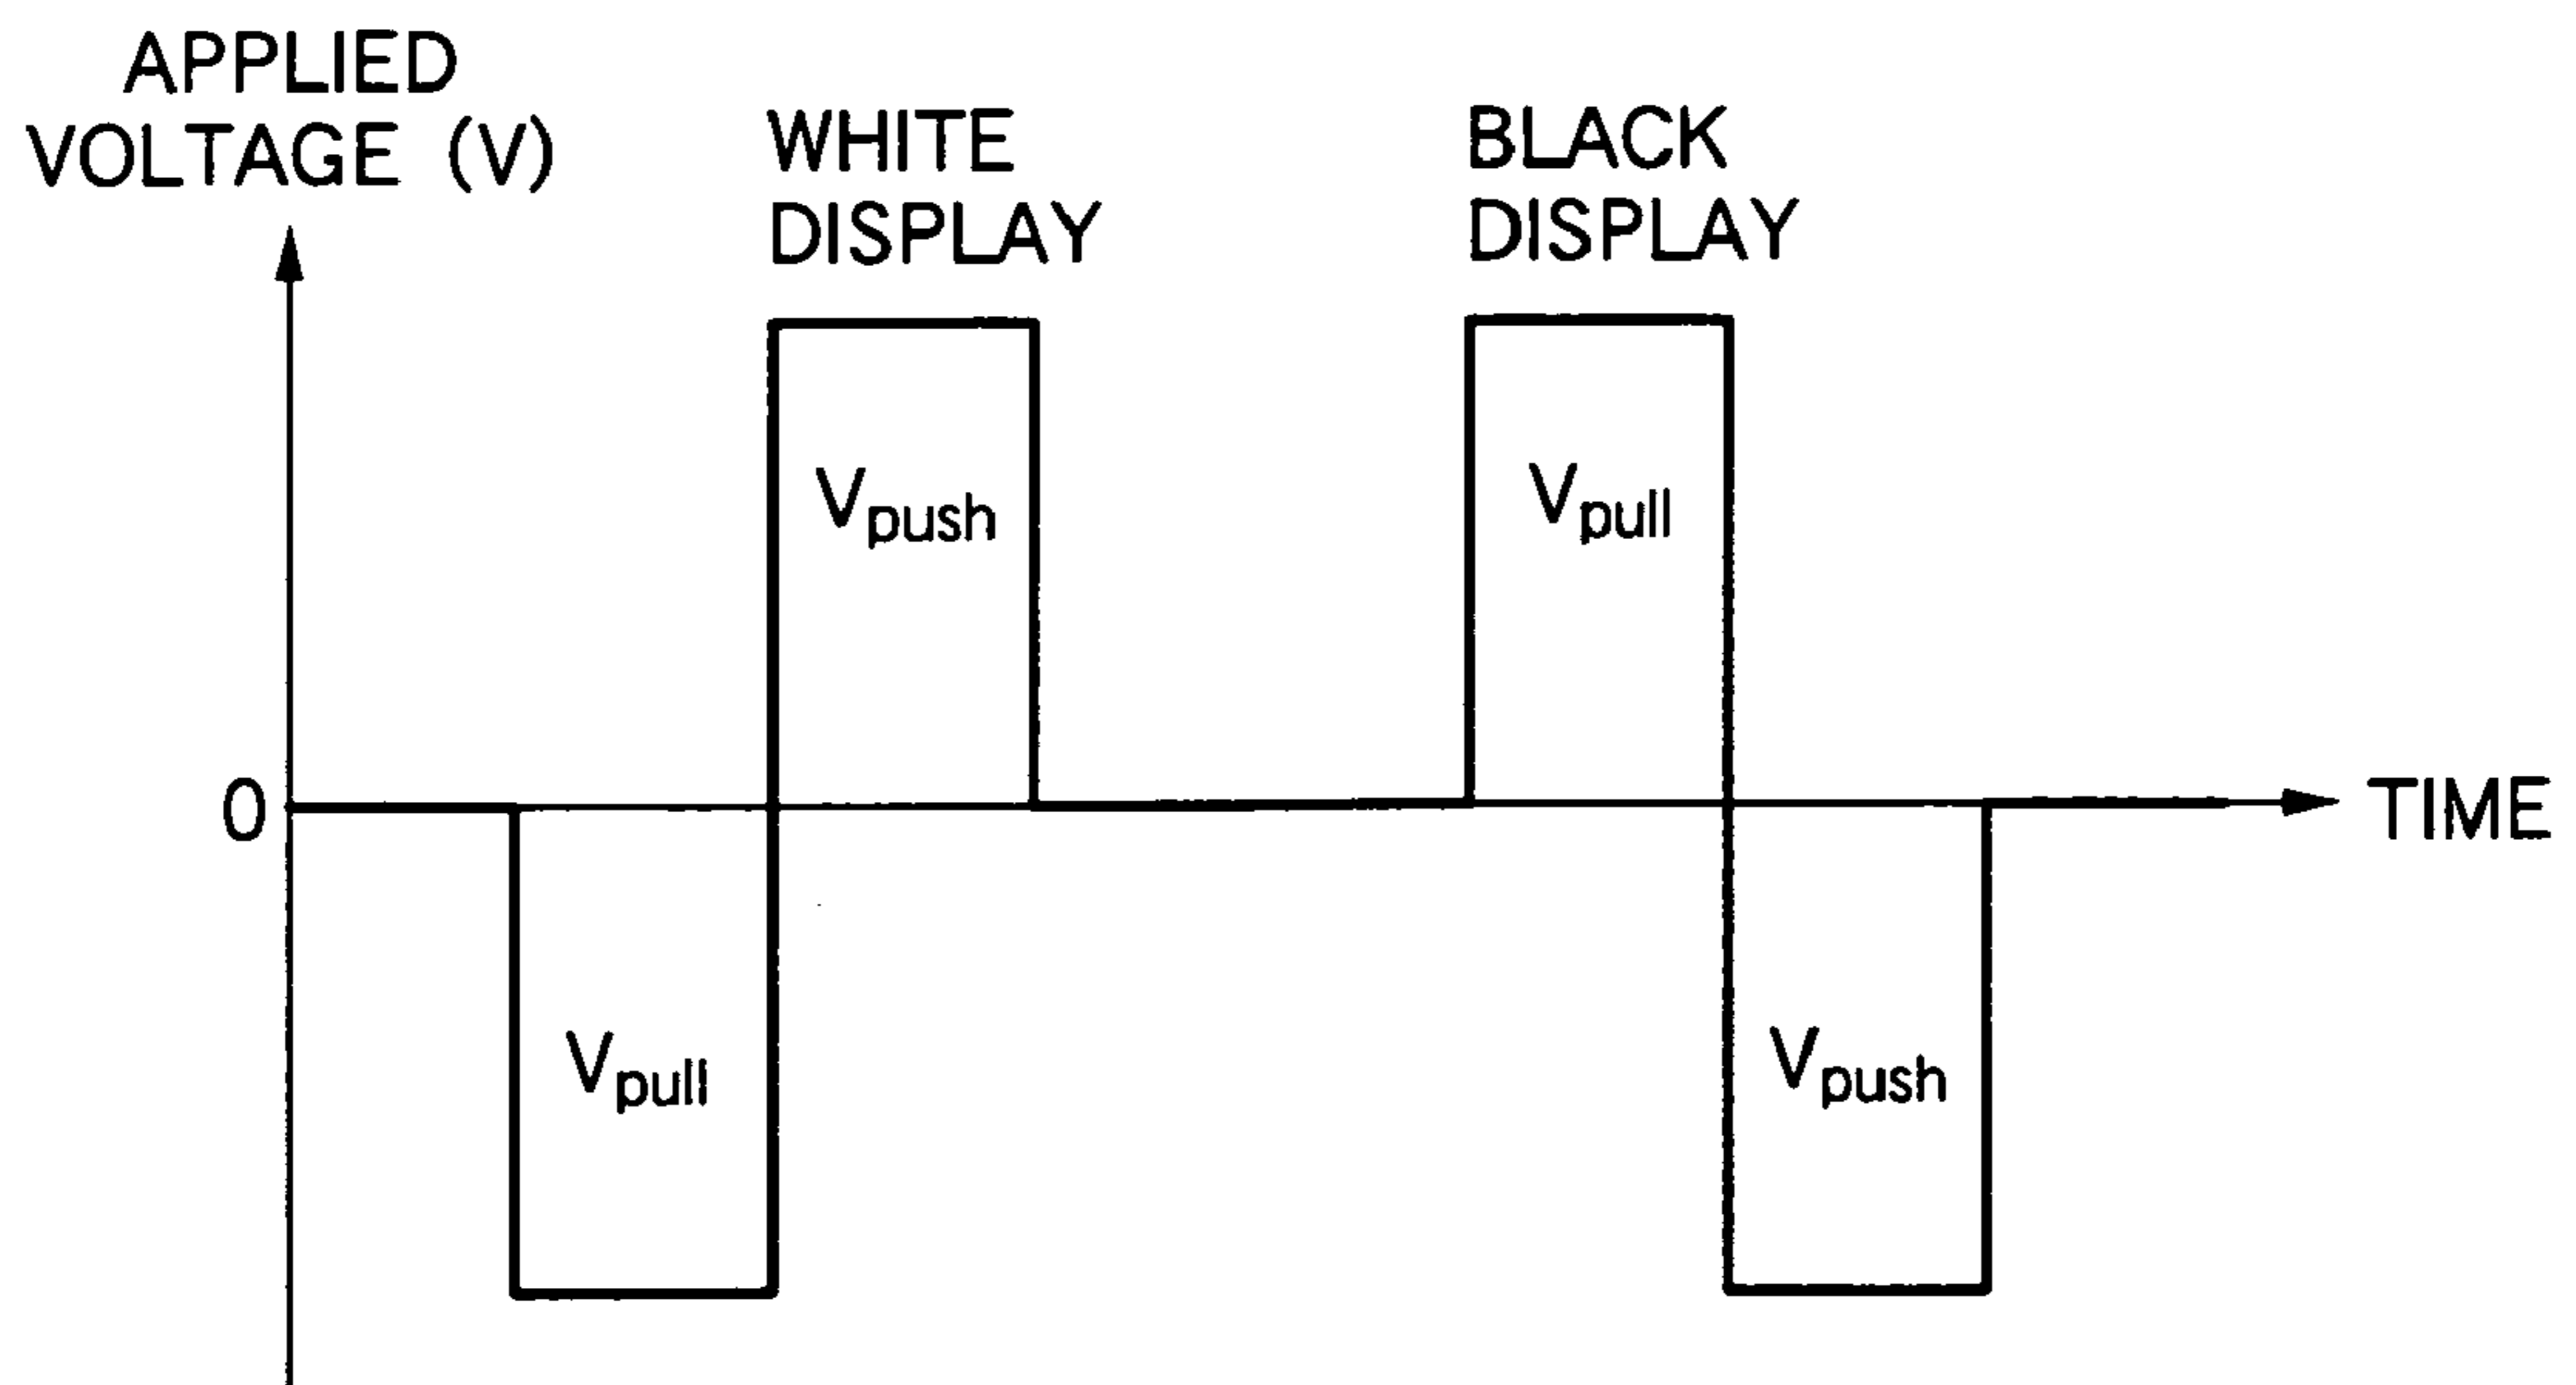 APPLIED
VOLTAGE (V)
WHITE
DISPLAY
BLACK
DISPLAY
Vpush
Vpull
0
TIME
Vpull
Vpush